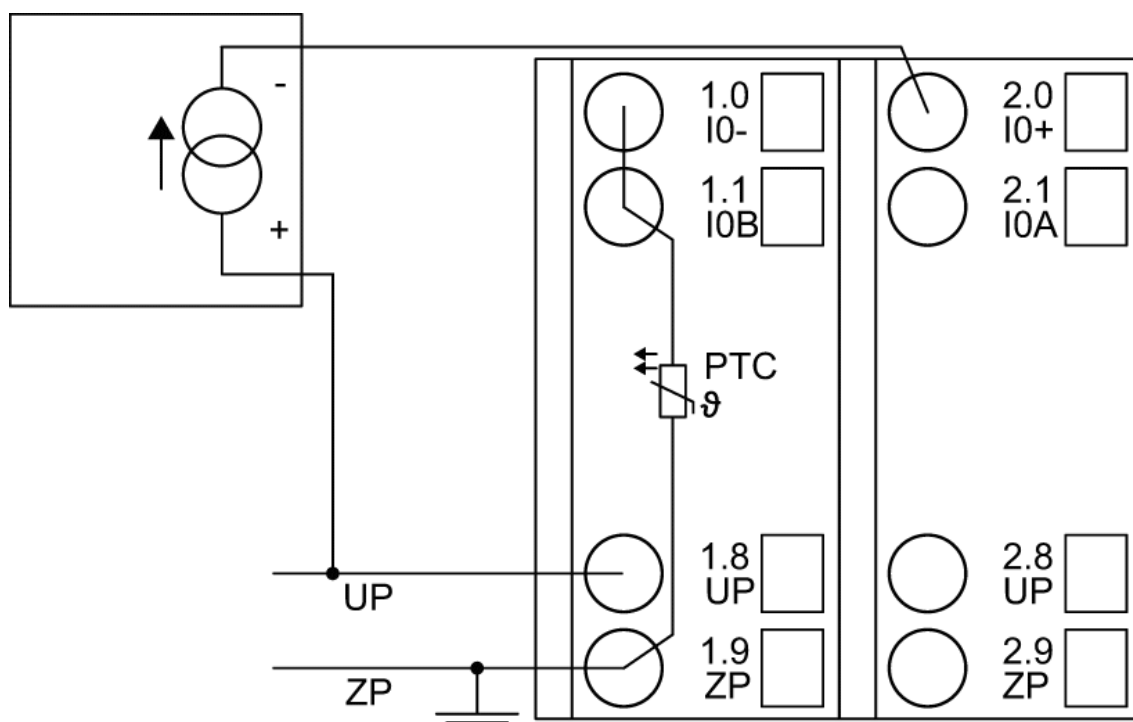 -
+
1.0
I0-
2.0
I0+
1.1
I0B
2.1
I0A
PTC
ϑ
UP
1.8
UP
2.8
UP
ZP
1.9
ZP
2.9
ZP